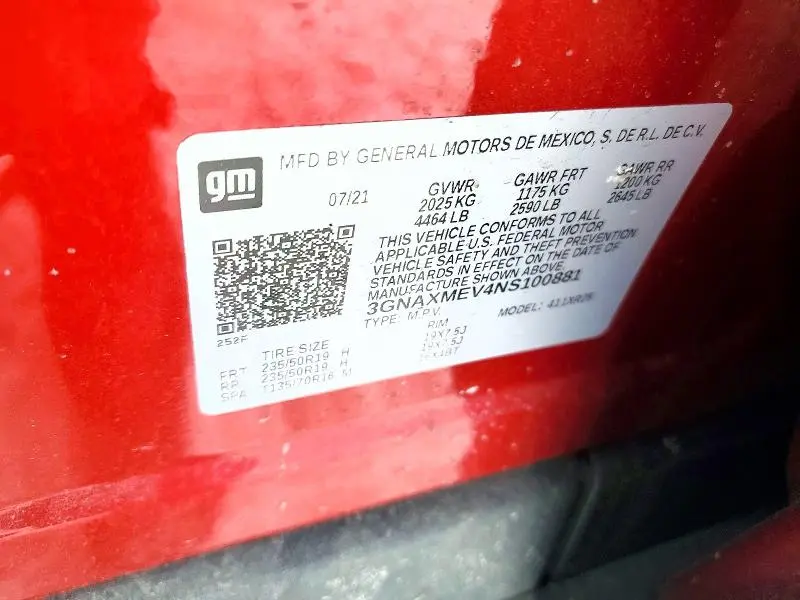 gm
MFD BY GENERAL MOTORS DE MEXICO, S. DE R.L. DE C.V.
07/21 GVWR GAWR FRT GAWR RR
2025 KG 1175 KG 1200 KG
4464 LB 2590 LB 2645 LB
THIS VEHICLE CONFORMS TO ALL
APPLICABLE U.S. FEDERAL MOTOR
VEHICLE SAFETY AND THEFT PREVENTION
STANDARDS IN EFFECT ON THE DATE OF
MANUFACTURE SHOWN ABOVE.
3GNAXMEV4NS100881
TYPE: M.P.V. MODEL: 411XR26
252F
TIRE SIZE RIM
FRT 235/50R19 H 19X7.5J
RR 235/50R19 H 19X7.5J
SPA T135/70R16 M 16X4BT